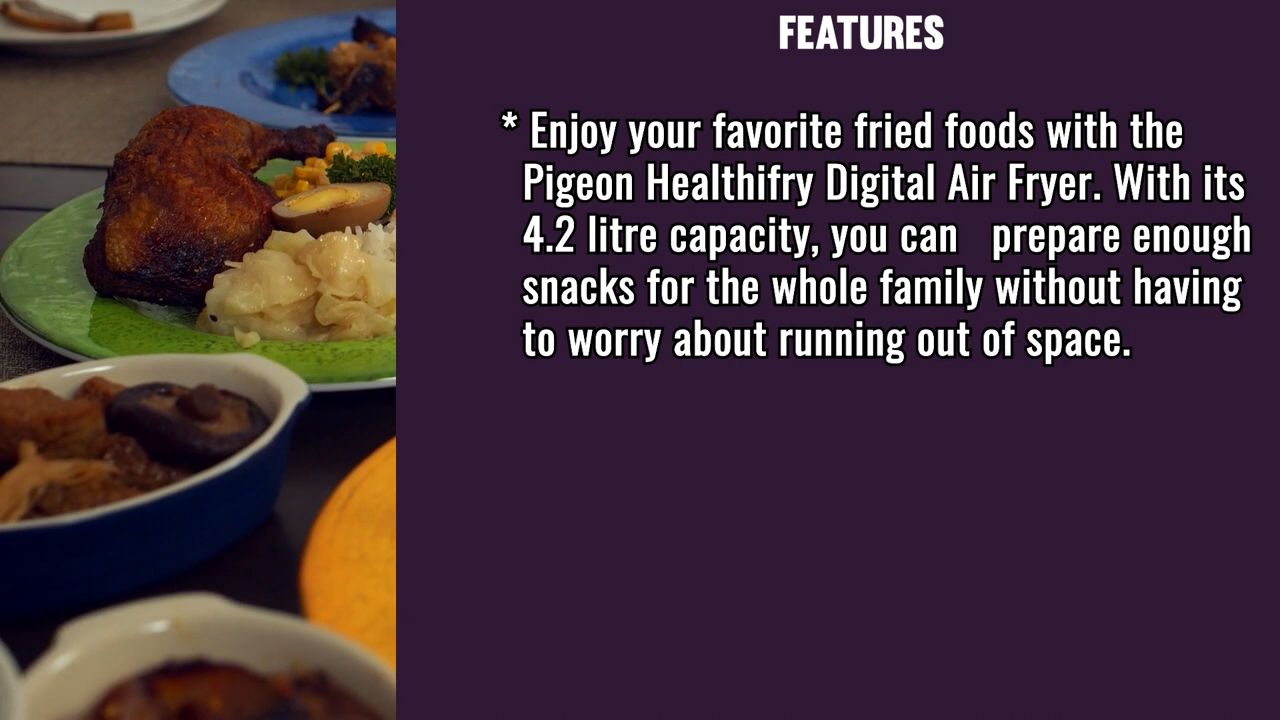 FEATURES
* Enjoy your favorite fried foods with the
Pigeon Healthifry Digital Air Fryer. With its
4.2 litre capacity, you can   prepare enough
snacks for the whole family without having
to worry about running out of space.